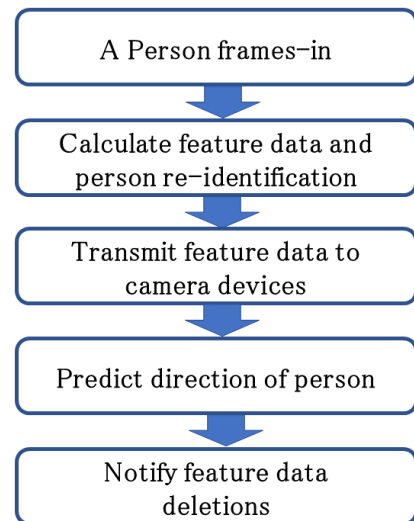 A Person frames-in
Calculate feature data and
person re-identification
Transmit feature data to
camera devices
Predict direction of person
Notify feature data
deletions